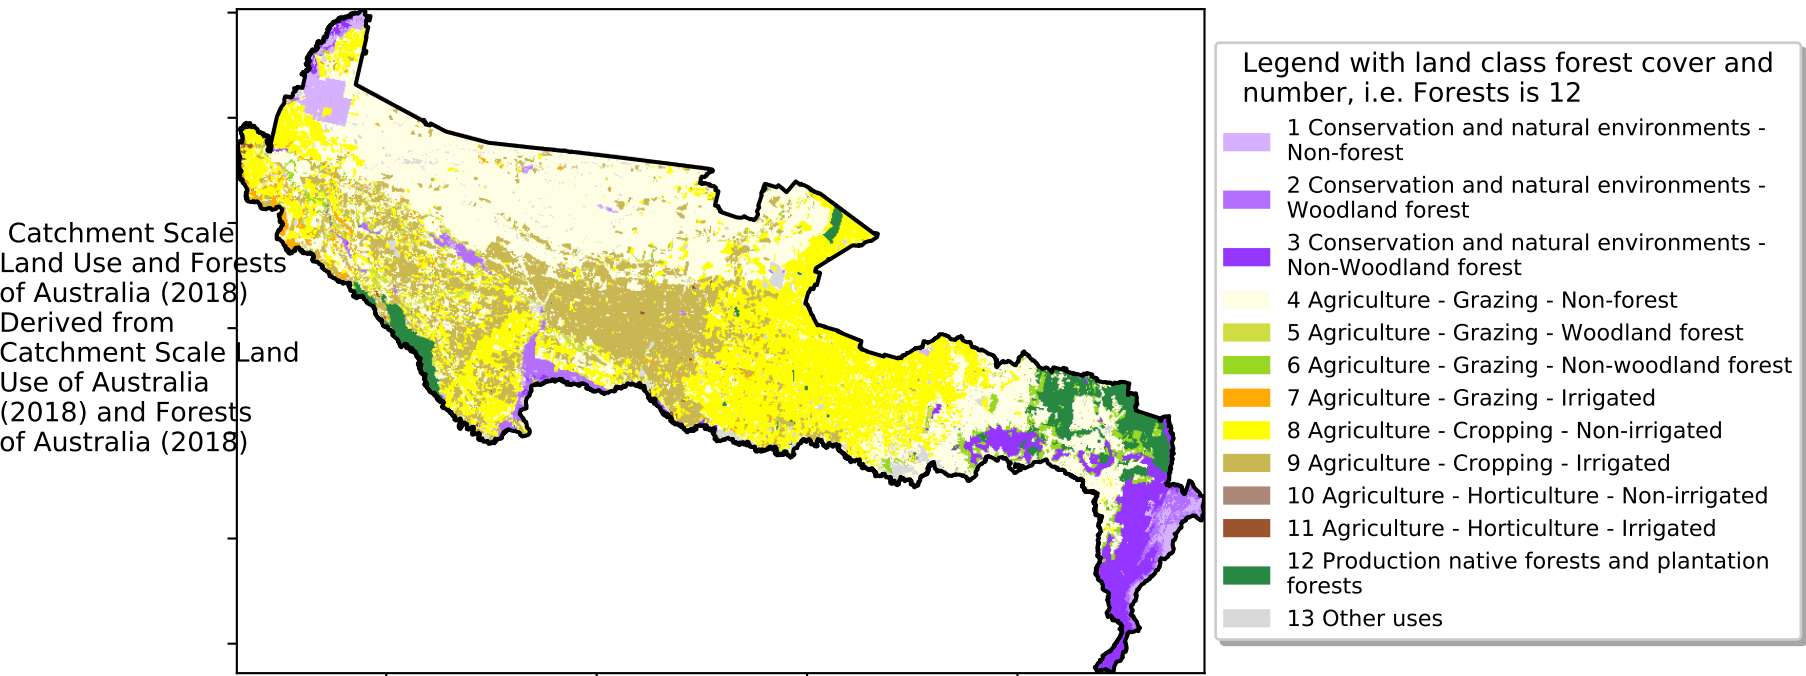 Catchment Scale
Land Use and Forests
of Australia (2018)
Derived from
Catchment Scale Land
Use of Australia
(2018) and Forests
of Australia (2018)
Legend with land class forest cover and
number, i.e. Forests is 12
1 Conservation and natural environments -
Non-forest
2 Conservation and natural environments -
Woodland forest
3 Conservation and natural environments -
Non-Woodland forest
4 Agriculture - Grazing - Non-forest
5 Agriculture - Grazing - Woodland forest
6 Agriculture - Grazing - Non-woodland forest
7 Agriculture - Grazing - Irrigated
8 Agriculture - Cropping - Non-irrigated
9 Agriculture - Cropping - Irrigated
10 Agriculture - Horticulture - Non-irrigated
11 Agriculture - Horticulture - Irrigated
12 Production native forests and plantation
forests
13 Other uses